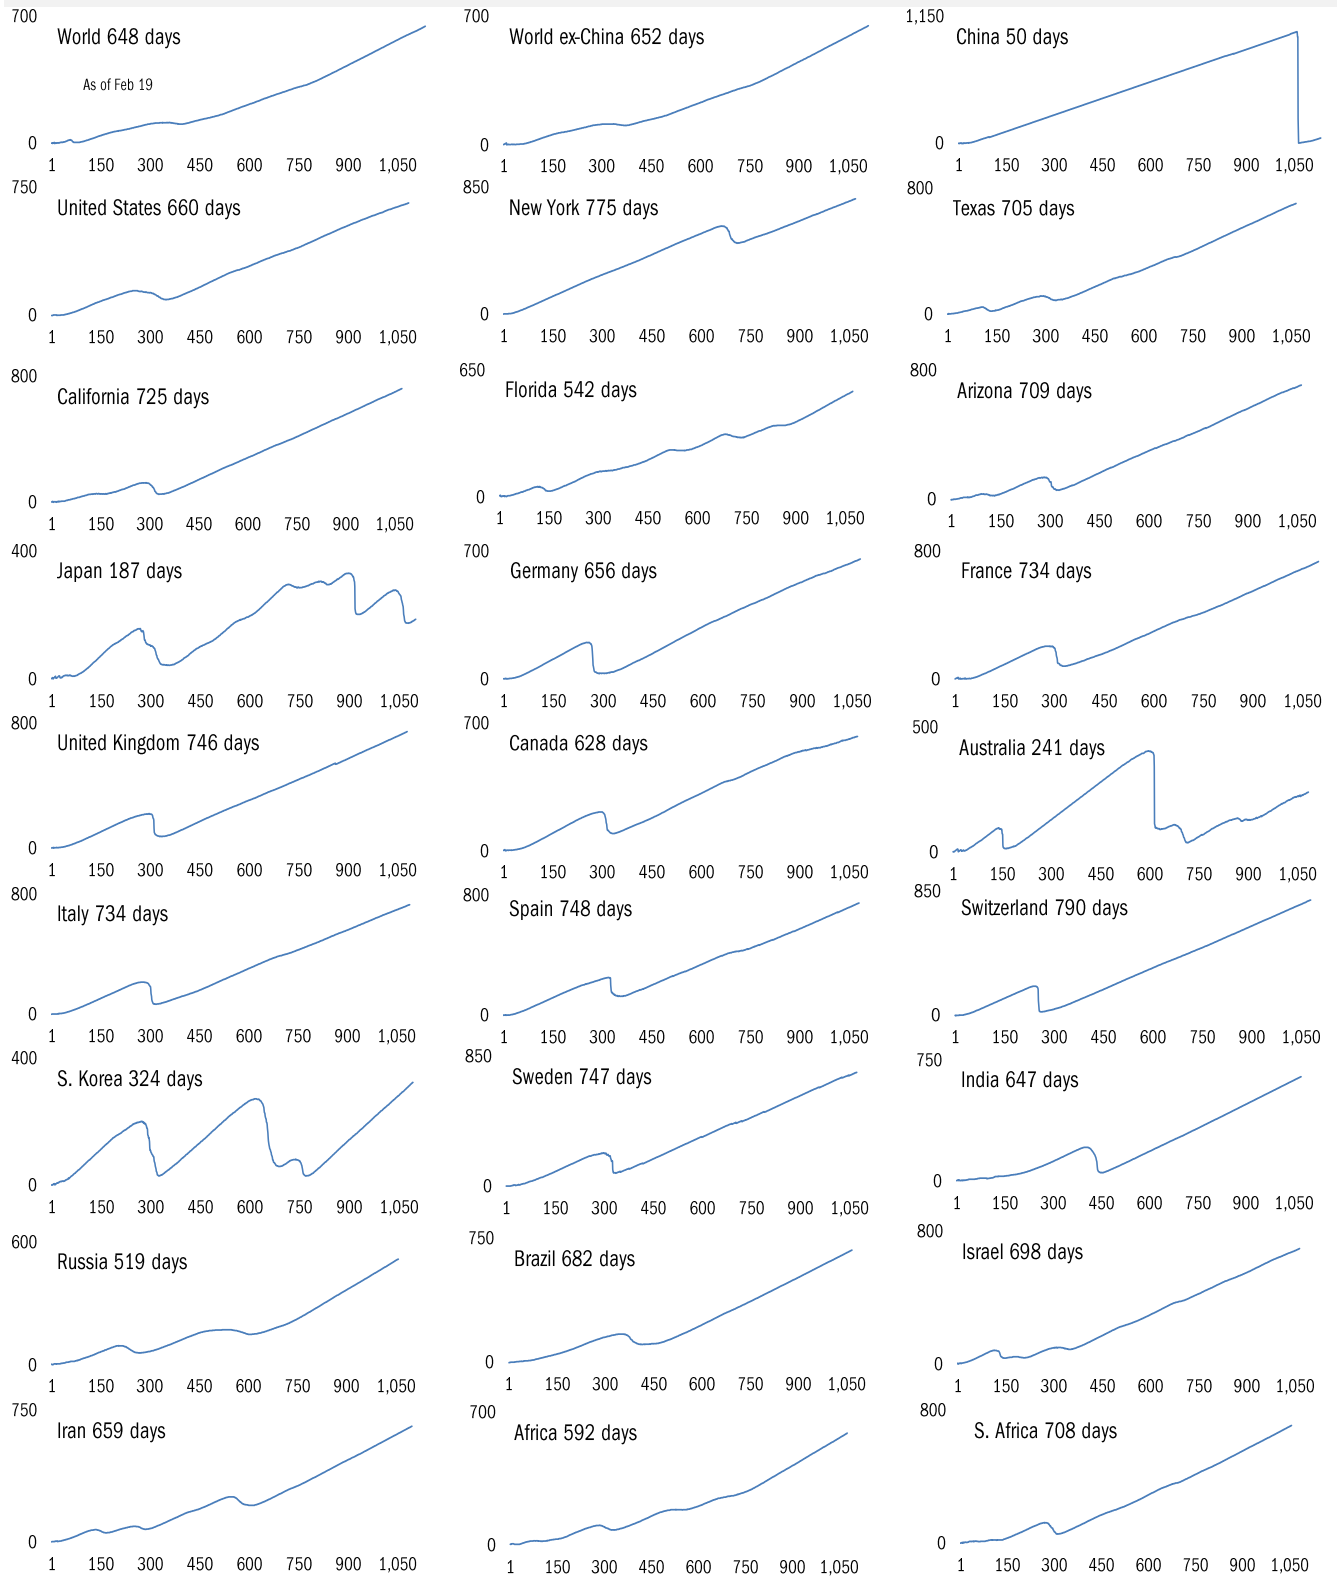 700
World 648 days
As of Feb 19
0
1 150 300 450 600 750 900 1,050
700
World ex-China 652 days
0
1 150 300 450 600 750 900 1,050
1,150
China 50 days
0
1 150 300 450 600 750 900 1,050
750
United States 660 days
0
1 150 300 450 600 750 900 1,050
850
New York 775 days
0
1 150 300 450 600 750 900 1,050
800
Texas 705 days
0
1 150 300 450 600 750 900 1,050
800
California 725 days
0
1 150 300 450 600 750 900 1,050
650
Florida 542 days
0
1 150 300 450 600 750 900 1,050
800
Arizona 709 days
0
1 150 300 450 600 750 900 1,050
400
Japan 187 days
0
1 150 300 450 600 750 900 1,050
700
Germany 656 days
0
1 150 300 450 600 750 900 1,050
800
France 734 days
0
1 150 300 450 600 750 900 1,050
800
United Kingdom 746 days
0
1 150 300 450 600 750 900 1,050
700
Canada 628 days
0
1 150 300 450 600 750 900 1,050
500
Australia 241 days
0
1 150 300 450 600 750 900 1,050
800
Italy 734 days
0
1 150 300 450 600 750 900 1,050
800
Spain 748 days
0
1 150 300 450 600 750 900 1,050
850
Switzerland 790 days
0
1 150 300 450 600 750 900 1,050
400
S. Korea 324 days
0
1 150 300 450 600 750 900 1,050
850
Sweden 747 days
0
1 150 300 450 600 750 900 1,050
750
India 647 days
0
1 150 300 450 600 750 900 1,050
600
Russia 519 days
0
1 150 300 450 600 750 900 1,050
750
Brazil 682 days
0
1 150 300 450 600 750 900 1,050
800
Israel 698 days
0
1 150 300 450 600 750 900 1,050
750
Iran 659 days
0
1 150 300 450 600 750 900 1,050
700
Africa 592 days
0
1 150 300 450 600 750 900 1,050
800
S. Africa 708 days
0
1 150 300 450 600 750 900 1,050